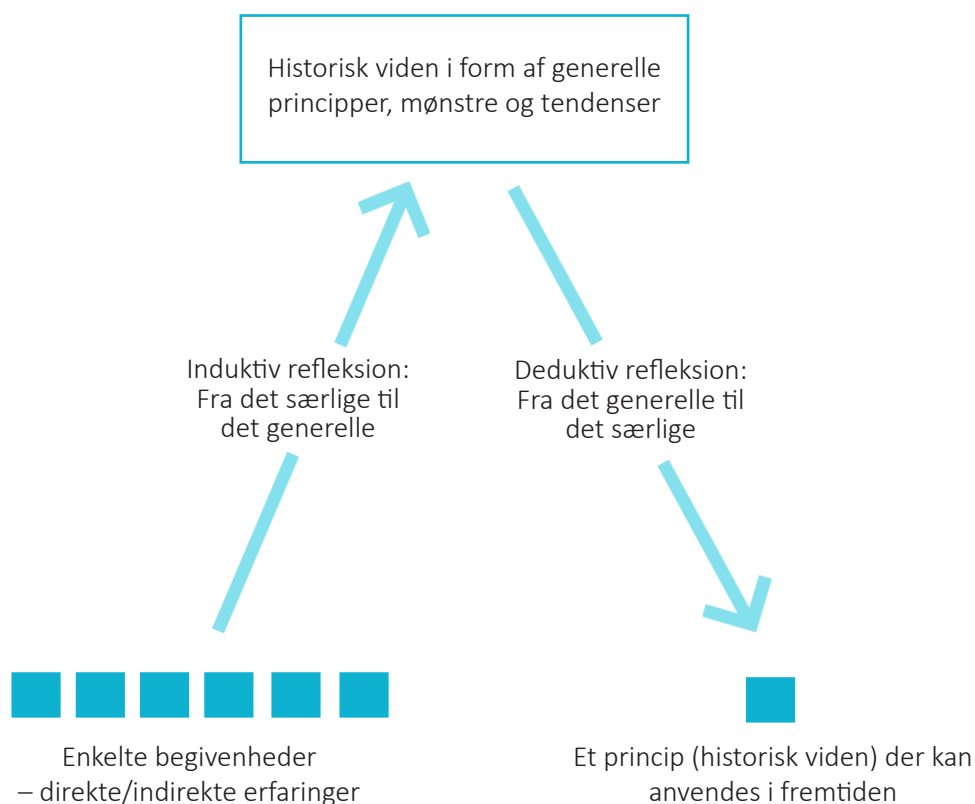 Historisk viden i form af generelle
principper, mønstre og tendenser
Induktiv refleksion:
Fra det særlige til
det generelle
Deduktiv refleksion:
Fra det generelle til
det særlige
Enkelte begivenheder
– direkte/indirekte erfaringer
Et princip (historisk viden) der kan
anvendes i fremtiden